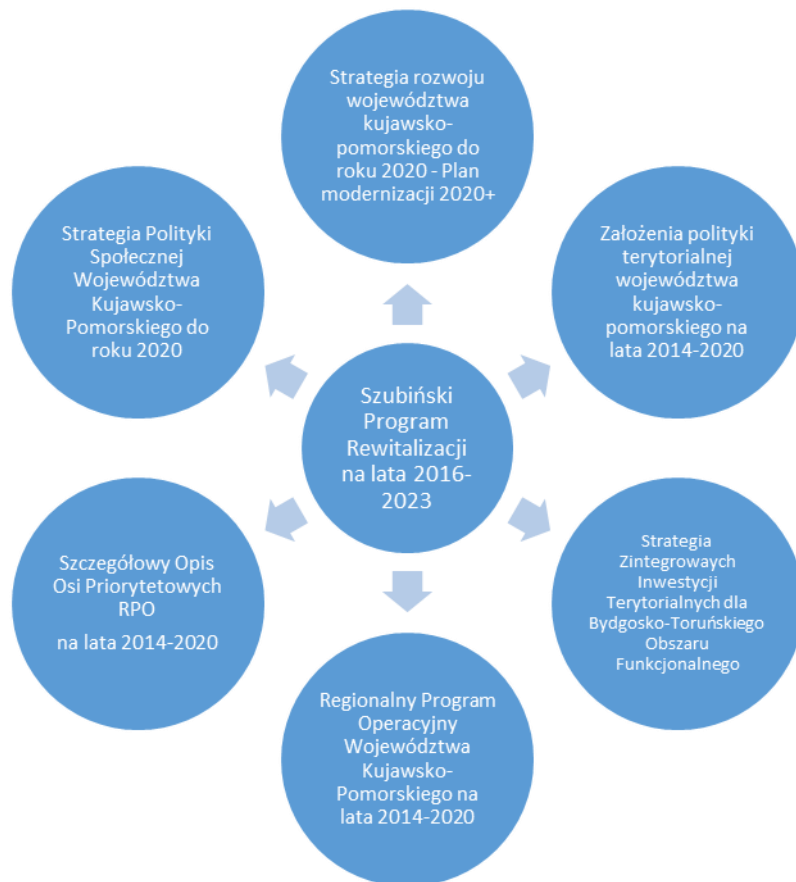 Strategia rozwoju
województwa
kujawsko-
pomorskiego do
roku 2020 - Plan
modernizacji 2020+
Założenia polityki
terytorialnej
województwa
kujawsko-
pomorskiego na
lata 2014-2020
Strategia
Zintegrowaych
Inwestycji
Terytorialnych dla
Bydgosko-Toruńskiego
Obszaru
Funkcjonalnego
Regionalny Program
Operacyjny
Województwa
Kujawsko-
Pomorskiego na
lata 2014-2020
Szczegółowy Opis
Osi Priorytetowych
RPO
na lata 2014-2020
Strategia Polityki
Społecznej
Województwa
Kujawsko-
Pomorskiego do
roku 2020
Szubiński
Program
Rewitalizacji
na lata 2016-
2023